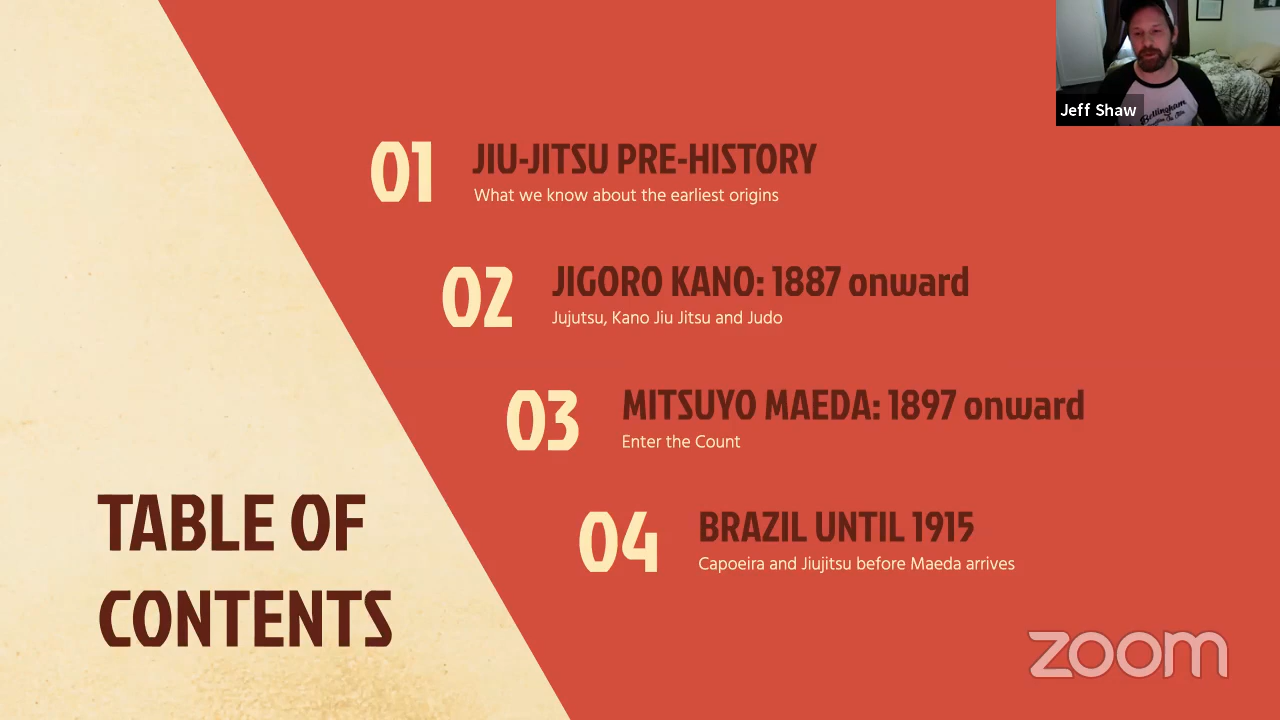 Jeff Shaw
Bellingham
01 JIU-JITSU PRE-HISTORY
What we know about the earliest origins
02 JIGORO KANO: 1887 onward
Jujutsu, Kano Jiu Jitsu and Judo
03 MITSUYO MAEDA: 1897 onward
Enter the Count
04 BRAZIL UNTIL 1915
Capoeira and Jiujitsu before Maeda arrives
TABLE OF
CONTENTS
zoom